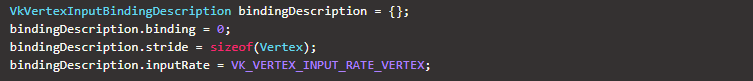 VkVertexInputBindingDescription bindingDescription = {};
bindingDescription.binding = 0;
bindingDescription.stride = sizeof(Vertex);
bindingDescription.inputRate = VK_VERTEX_INPUT_RATE_VERTEX;